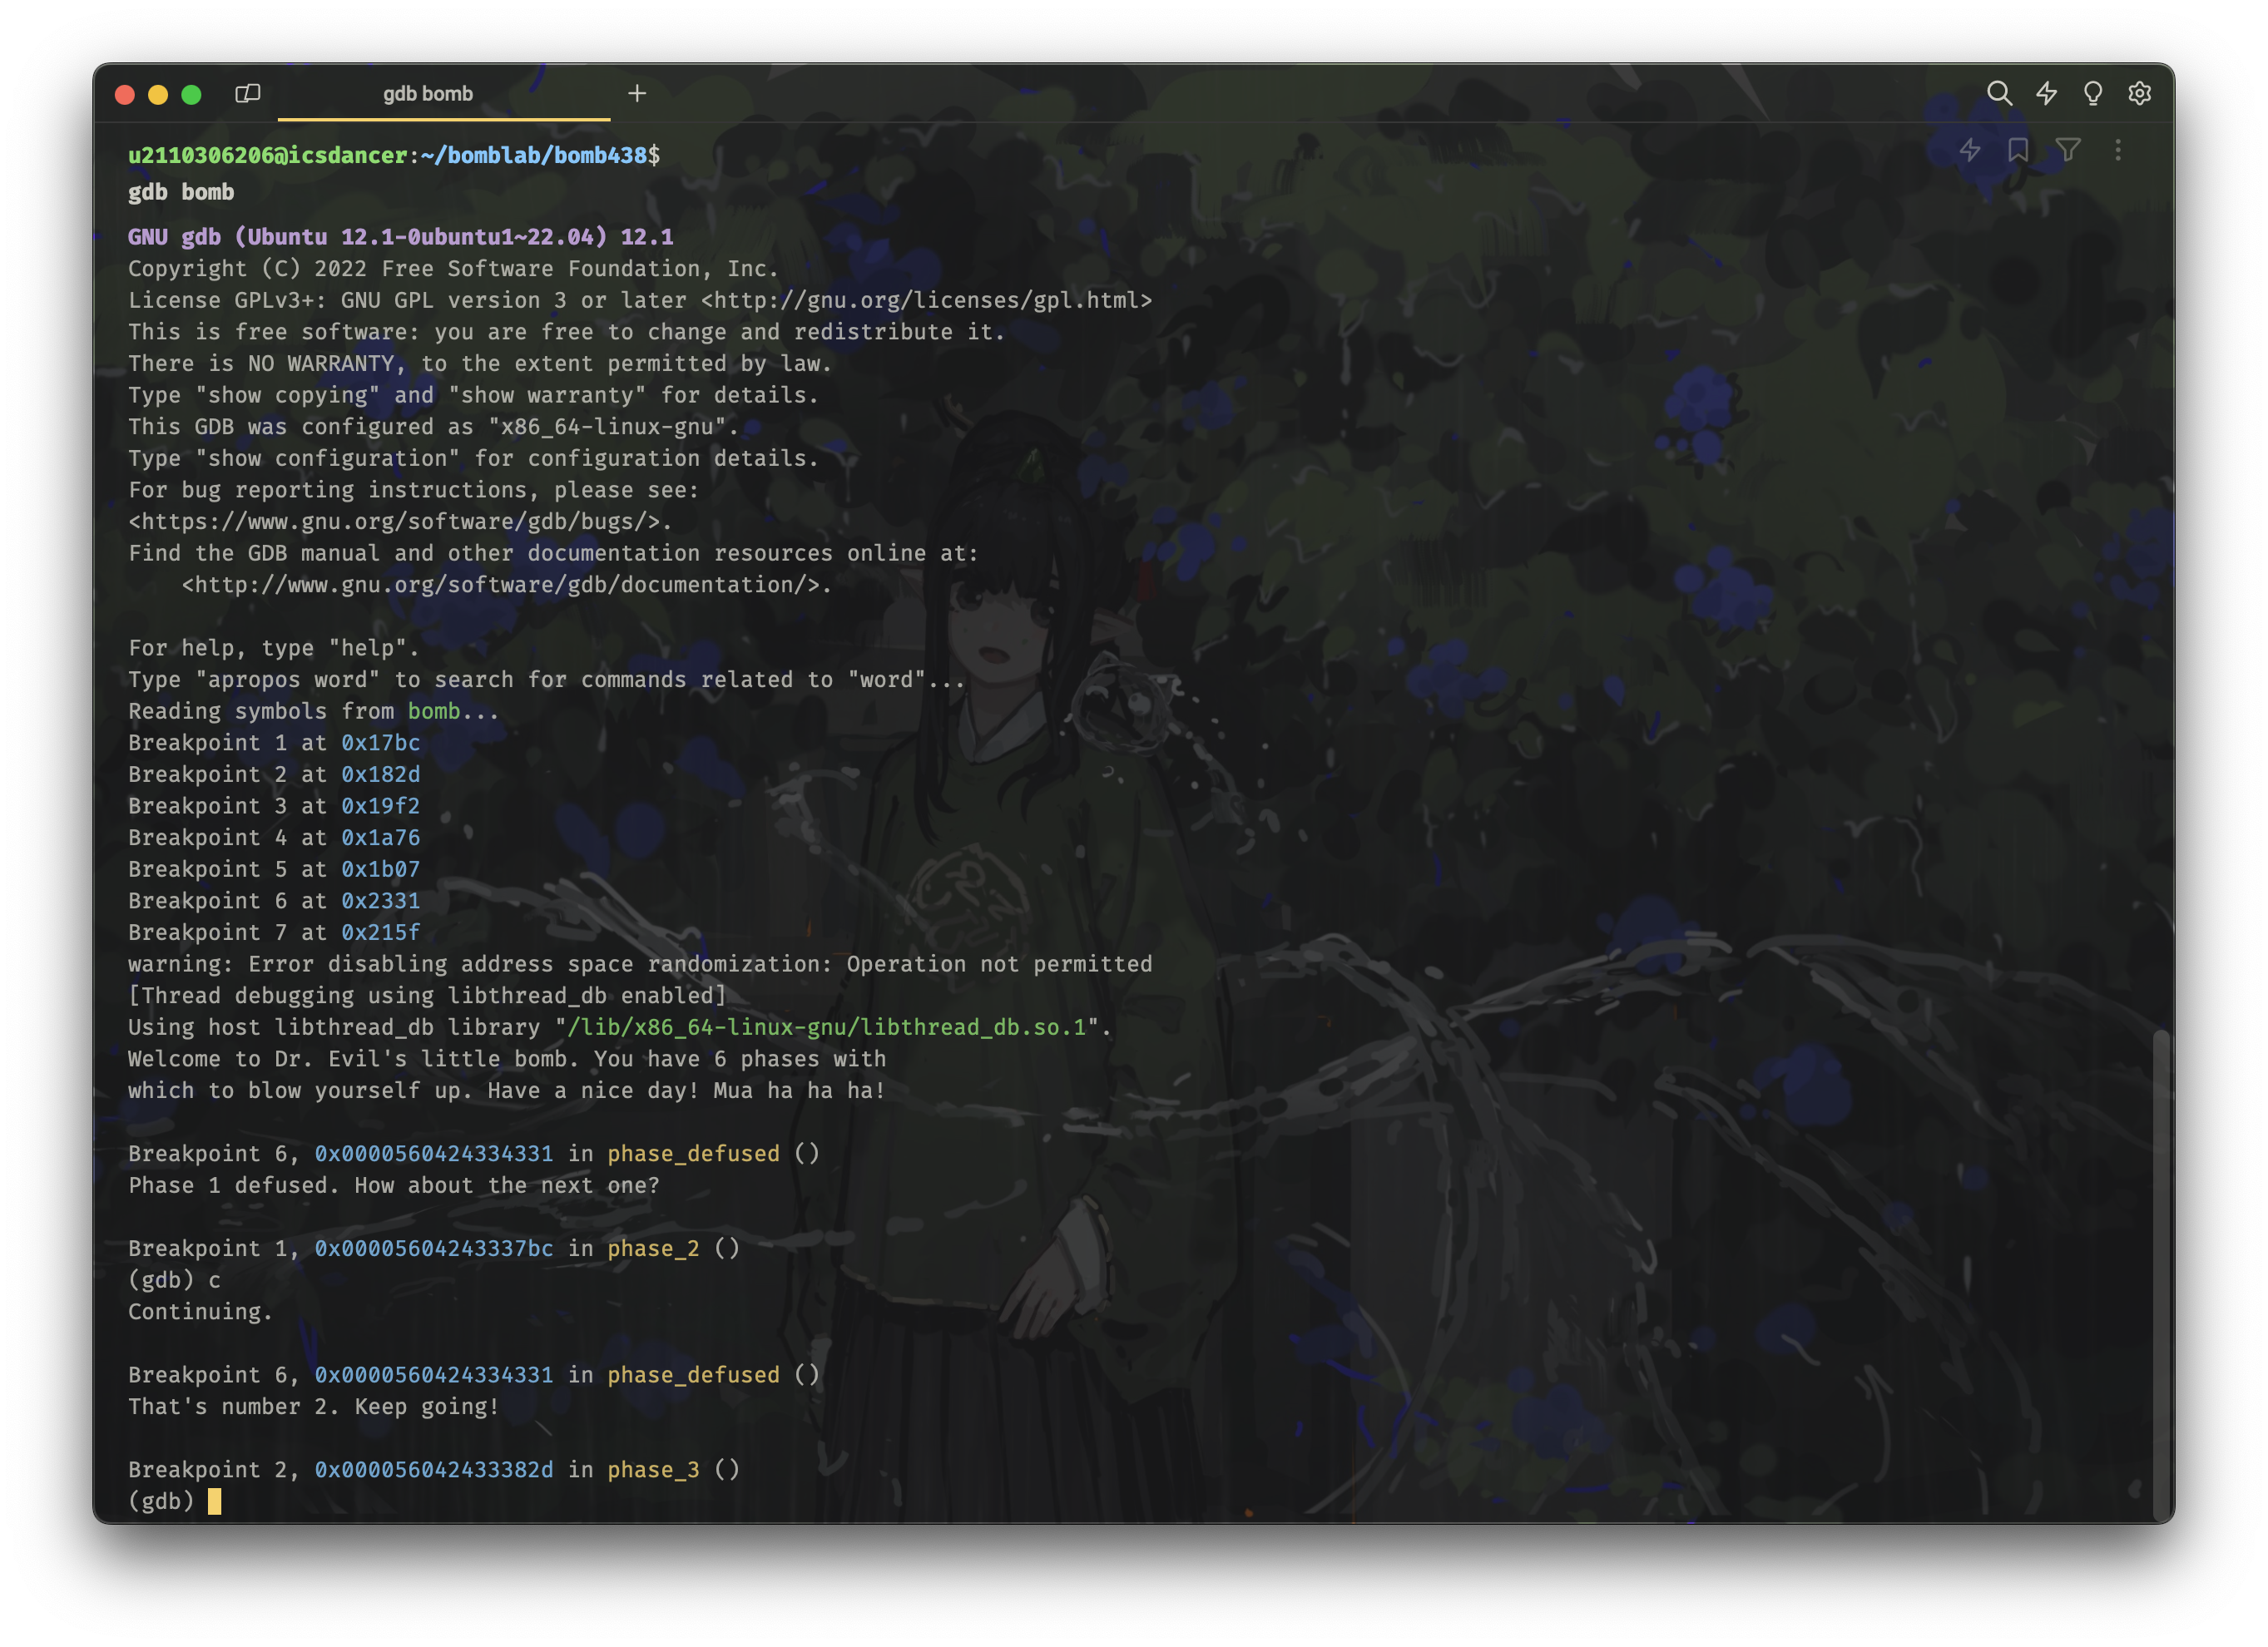 gdb bomb
u2110306206@icsdancer:~/bomblab/bomb438$
gdb bomb
GNU gdb (Ubuntu 12.1-0ubuntu1~22.04) 12.1
Copyright (C) 2022 Free Software Foundation, Inc.
License GPLv3+: GNU GPL version 3 or later <http://gnu.org/licenses/gpl.html>
This is free software: you are free to change and redistribute it.
There is NO WARRANTY, to the extent permitted by law.
Type "show copying" and "show warranty" for details.
This GDB was configured as "x86_64-linux-gnu".
Type "show configuration" for configuration details.
For bug reporting instructions, please see:
<https://www.gnu.org/software/gdb/bugs/>.
Find the GDB manual and other documentation resources online at:
    <http://www.gnu.org/software/gdb/documentation/>.
For help, type "help".
Type "apropos word" to search for commands related to "word"...
Reading symbols from bomb...
Breakpoint 1 at 0x17bc
Breakpoint 2 at 0x182d
Breakpoint 3 at 0x19f2
Breakpoint 4 at 0x1a76
Breakpoint 5 at 0x1b07
Breakpoint 6 at 0x2331
Breakpoint 7 at 0x215f
warning: Error disabling address space randomization: Operation not permitted
[Thread debugging using libthread_db enabled]
Using host libthread_db library "/lib/x86_64-linux-gnu/libthread_db.so.1".
Welcome to Dr. Evil's little bomb. You have 6 phases with
which to blow yourself up. Have a nice day! Mua ha ha ha!
Breakpoint 6, 0x0000560424334331 in phase_defused ()
Phase 1 defused. How about the next one?
Breakpoint 1, 0x00005604243337bc in phase_2 ()
(gdb) c
Continuing.
Breakpoint 6, 0x0000560424334331 in phase_defused ()
That's number 2. Keep going!
Breakpoint 2, 0x000056042433382d in phase_3 ()
(gdb)